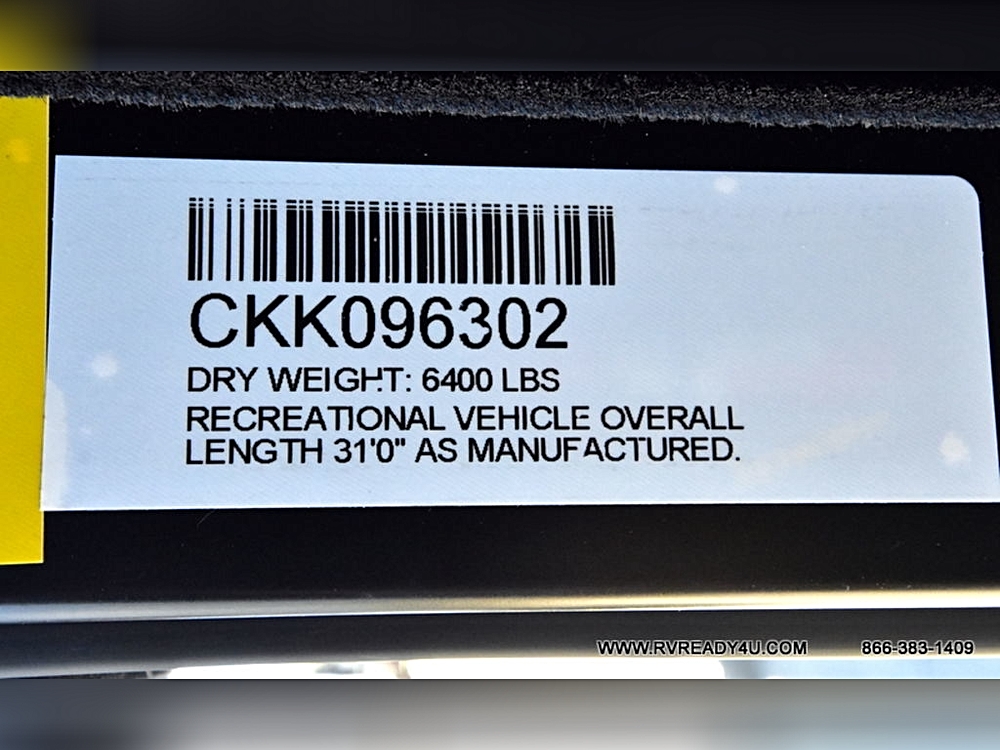 CKK096302
DRY WEIGHT: 6400 LBS
RECREATIONAL VEHICLE OVERALL
LENGTH 31'0" AS MANUFACTURED.
WWW.RVREADY4U.COM 866-383-1409